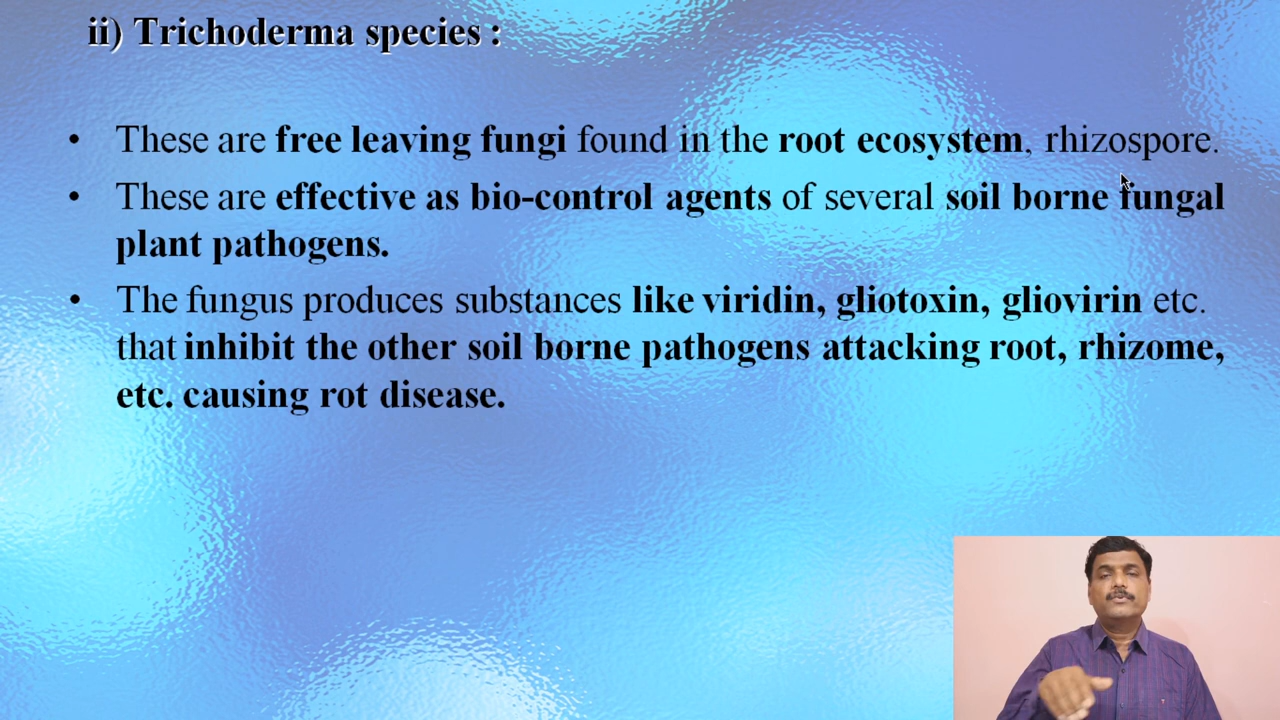 ii) Trichoderma species :
• These are free leaving fungi found in the root ecosystem, rhizospore.
• These are effective as bio-control agents of several soil borne fungal
plant pathogens.
• The fungus produces substances like viridin, gliotoxin, gliovirin etc.
that inhibit the other soil borne pathogens attacking root, rhizome,
etc. causing rot disease.